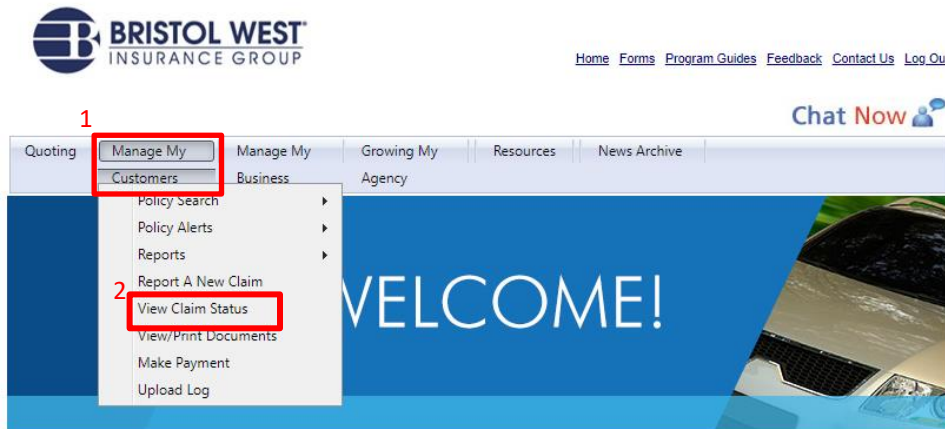 BRISTOL WEST®
INSURANCE GROUP
Home Forms Program Guides Feedback Contact Us Log Ou
Chat Now
1
Quoting Manage My Customers Manage My Business Growing My Agency Resources News Archive
Policy Search
Policy Alerts
Reports
Report A New Claim
2
View Claim Status
View/Print Documents
Make Payment
Upload Log
VELCOME!